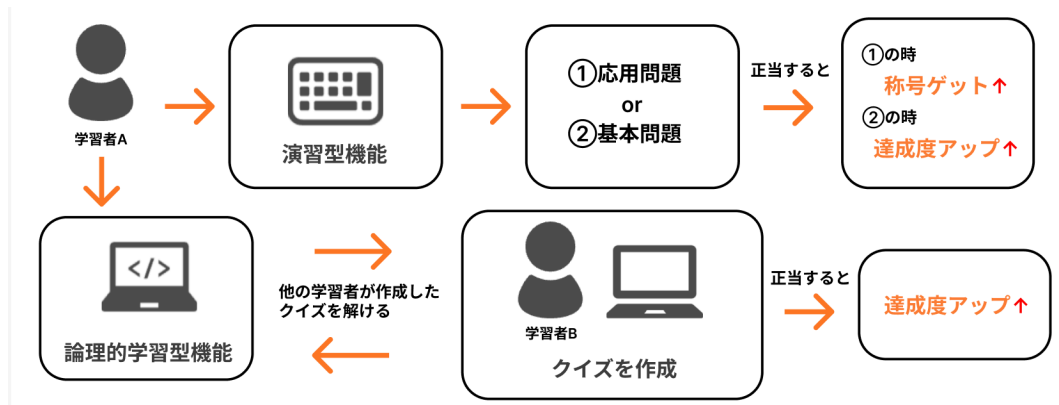 学習者A
演習型機能
①応用問題
or
②基本問題
正当すると
①の時
称号ゲット↑
②の時
達成度アップ↑
</>
論理的学習型機能
他の学習者が作成した
クイズを解ける
学習者B
クイズを作成
正当すると
達成度アップ↑